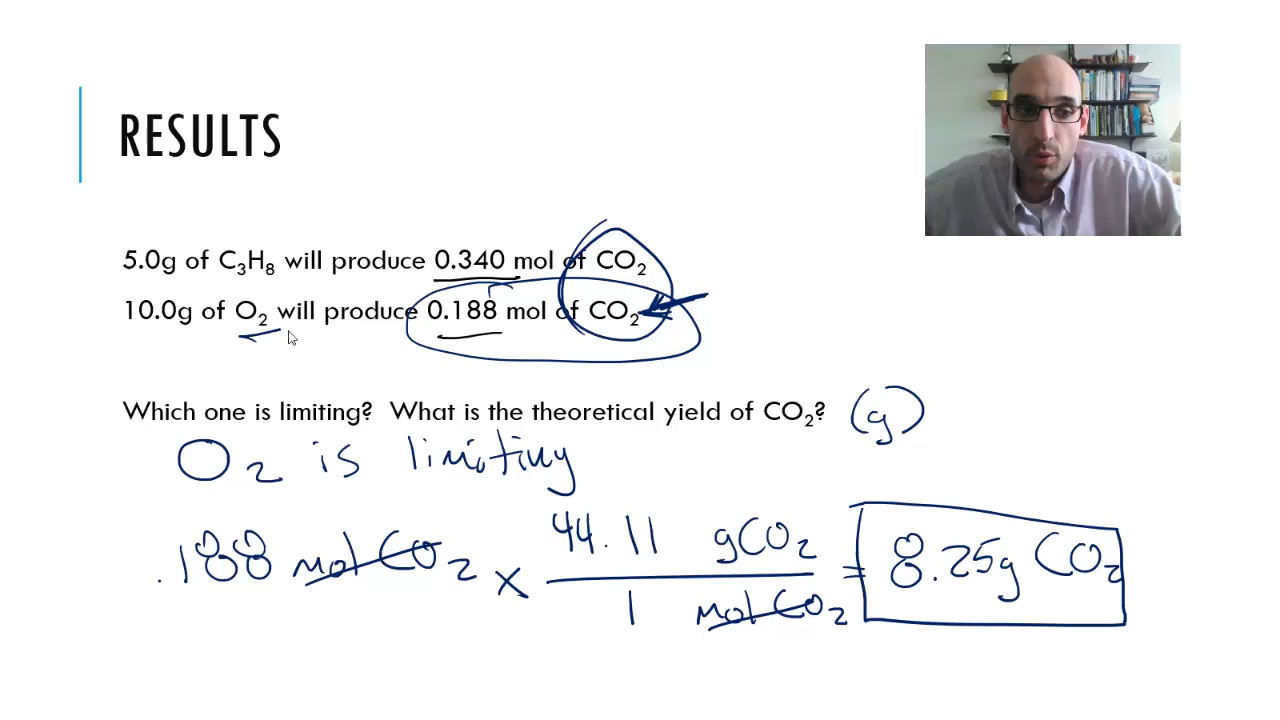 RESULTS
5.0g of C₃H₈ will produce 0.340 mol of CO₂
10.0g of O₂ will produce 0.188 mol of CO₂
Which one is limiting? What is the theoretical yield of CO₂? (g)
O₂ is limiting
.188 mol CO₂ × 44.11 gCO₂ / 1 mol CO₂ = 8.25g CO₂